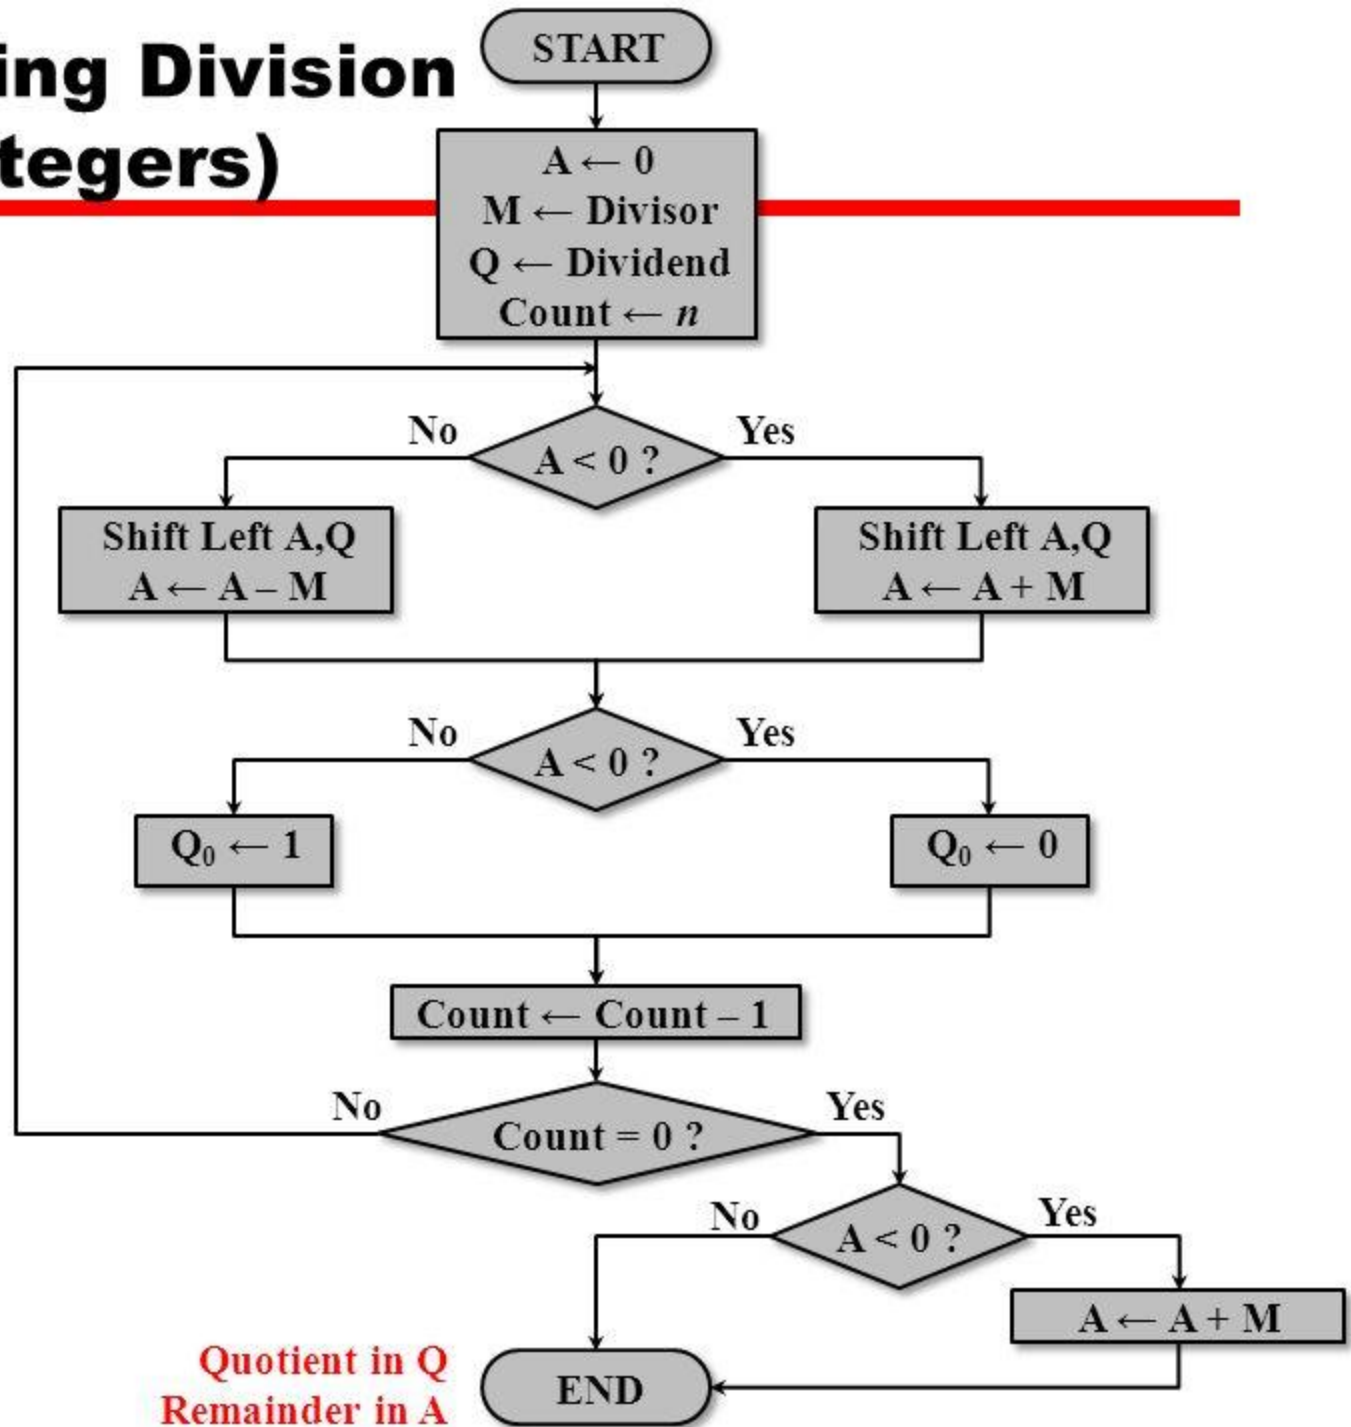 ing Division
tegers)
START
A ← 0
M ← Divisor
Q ← Dividend
Count ← n
No
A < 0 ?
Yes
Shift Left A,Q
A ← A – M
Shift Left A,Q
A ← A + M
No
A < 0 ?
Yes
Q₀ ← 1
Q₀ ← 0
Count ← Count – 1
No
Count = 0 ?
Yes
No
A < 0 ?
Yes
A ← A + M
Quotient in Q
Remainder in A
END